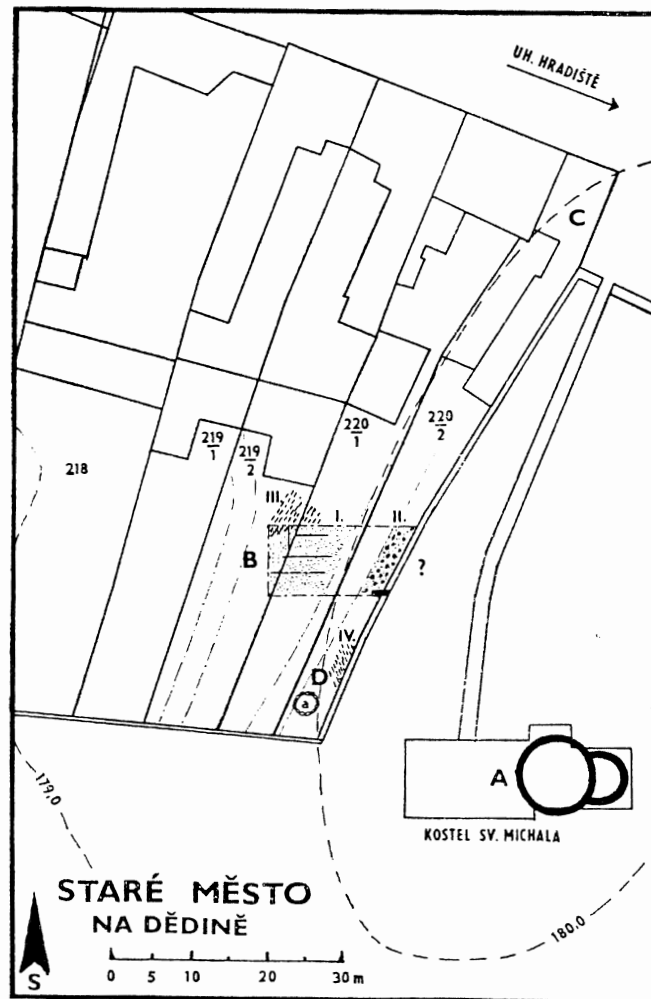 UH. HRADIŠTĚ
C
219
1
219
2
220
1
220
2
218
III.
I.
II.
B
?
IV.
D
a
A
KOSTEL SV. MICHALA
179,0
180,0
STARÉ MĚSTO
NA DĚDINĚ
S
0 5 10 20 30 m